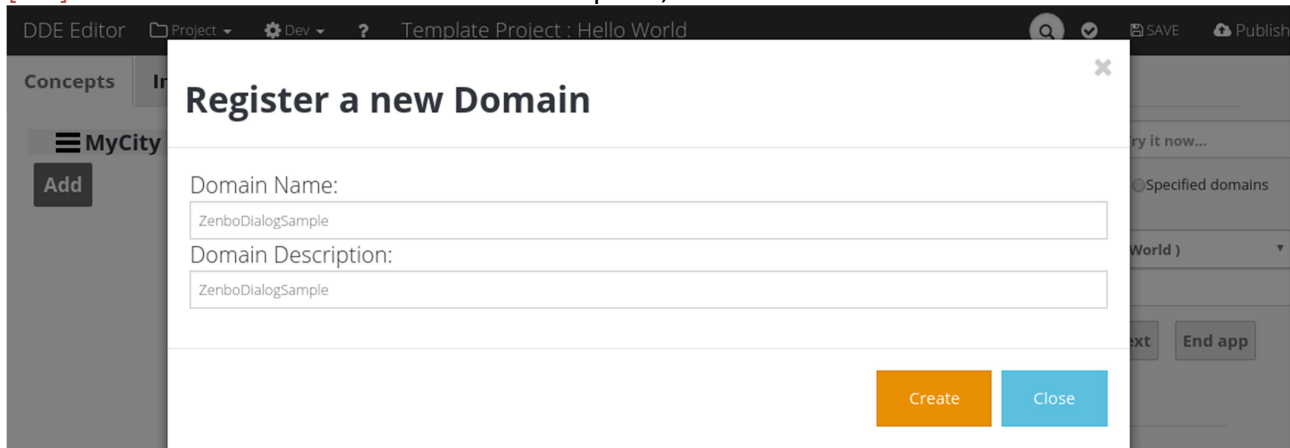 DDE Editor Project Dev ? Template Project : Hello World SAVE Publish
Concepts
Register a new Domain
MyCity
ry it now...
Add
Domain Name:
Specified domains
ZenboDialogSample
Domain Description:
World )
ZenboDialogSample
ext End app
Create Close